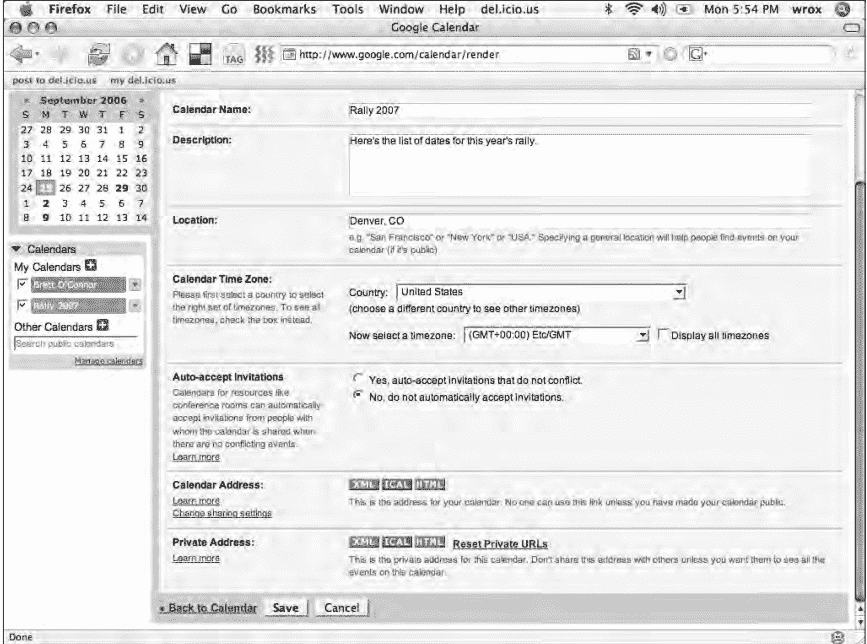 Firefox File Edit View Go Bookmarks Tools Window Help del.icio.us Mon 5:54 PM wrox
Google Calendar
TAG http://www.google.com/calendar/render G
post to del.icio.us my del.icio.us
« September 2006 »
S M T W T F S
27 28 29 30 31 1 2
3 4 5 6 7 8 9
10 11 12 13 14 15 16
17 18 19 20 21 22 23
24 25 26 27 28 29 30
1 2 3 4 5 6 7
8 9 10 11 12 13 14
Calendars
My Calendars
Brett O'Connor
Rally 2007
Other Calendars
Search public calendars
Manage calendars
Calendar Name:
Rally 2007
Description:
Here's the list of dates for this year's rally.
Location:
Denver, CO
e.g. "San Francisco" or "New York" or "USA." Specifying a general location will help people find events on your
calendar (if it's public)
Calendar Time Zone:
Please first select a country to select
the right set of timezones. To see all
timezones, check the box instead.
Country: United States
(choose a different country to see other timezones)
Now select a timezone: (GMT+00:00) Etc/GMT Display all timezones
Auto-accept Invitations
Calendars for resources like
conference rooms can automatically
accept invitations from people with
whom the calendar is shared when
there are no conflicting events.
Learn more
Yes, auto-accept invitations that do not conflict.
No, do not automatically accept invitations.
Calendar Address:
Learn more
Change sharing settings
XML ICAL HTML
This is the address for your calendar. No one can use this link unless you have made your calendar public.
Private Address:
Learn more
XML ICAL HTML Reset Private URLs
This is the private address for this calendar. Don't share this address with others unless you want them to see all the
events on this calendar.
« Back to Calendar Save Cancel
Done